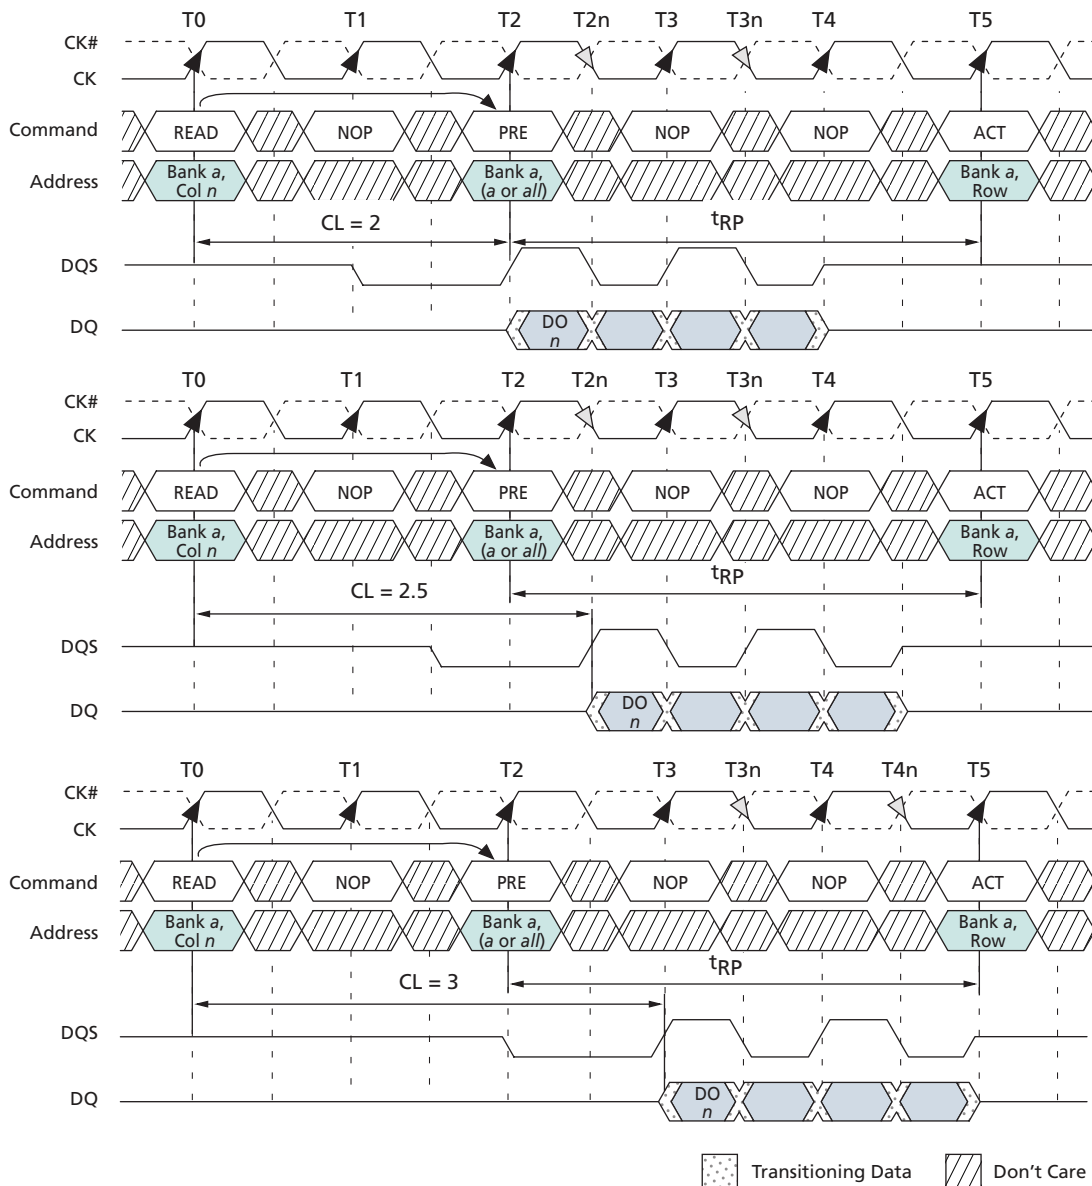 T0 T1 T2 T2n T3 T3n T4 T5
CK#
CK
Command READ NOP PRE NOP NOP ACT
Address Bank a, Col n Bank a, (a or all) Bank a, Row
CL = 2 tRP
DQS
DQ DO n
T0 T1 T2 T2n T3 T3n T4 T5
CK#
CK
Command READ NOP PRE NOP NOP ACT
Address Bank a, Col n Bank a, (a or all) Bank a, Row
tRP
CL = 2.5
DQS
DQ DO n
T0 T1 T2 T3 T3n T4 T4n T5
CK#
CK
Command READ NOP PRE NOP NOP ACT
Address Bank a, Col n Bank a, (a or all) Bank a, Row
tRP
CL = 3
DQS
DQ DO n
Transitioning Data Don't Care